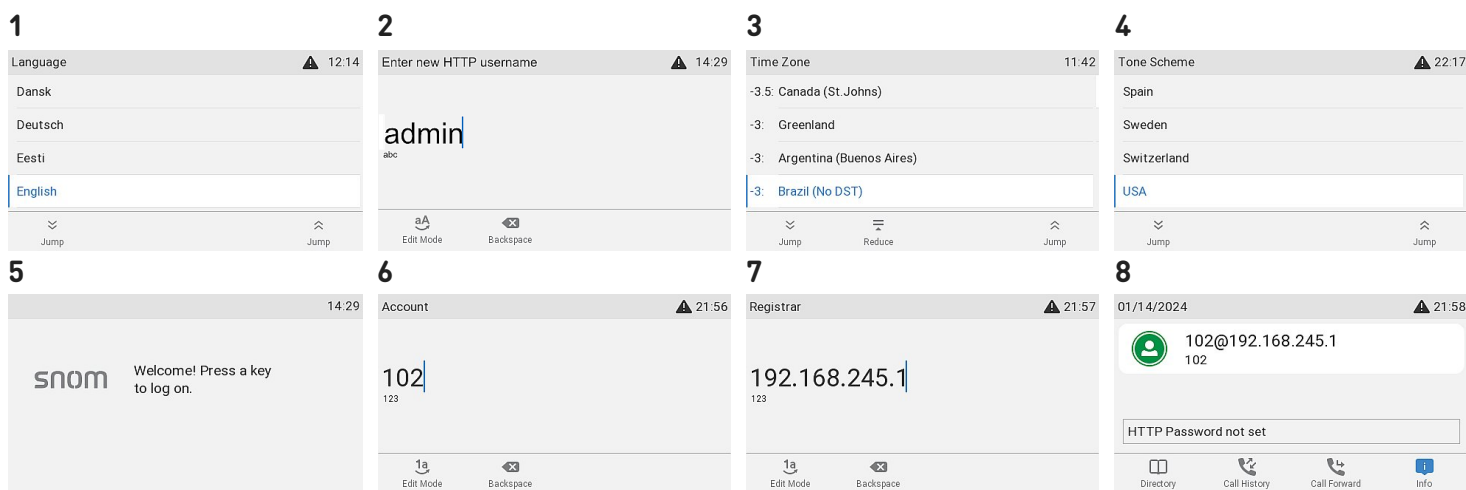 1
Language 12:14
Dansk
Deutsch
Eesti
English
Jump Jump
2
Enter new HTTP username 14:29
admin
abc
aA
Edit Mode Backspace
3
Time Zone 11:42
-3.5: Canada (St.Johns)
-3: Greenland
-3: Argentina (Buenos Aires)
-3: Brazil (No DST)
Jump Reduce Jump
4
Tone Scheme 22:17
Spain
Sweden
Switzerland
USA
Jump Jump
5
14:29
snom
Welcome! Press a key
to log on.
6
Account 21:56
102
123
1a
Edit Mode Backspace
7
Registrar 21:57
192.168.245.1
123
1a
Edit Mode Backspace
8
01/14/2024 21:58
102@192.168.245.1
102
HTTP Password not set
Directory Call History Call Forward Info